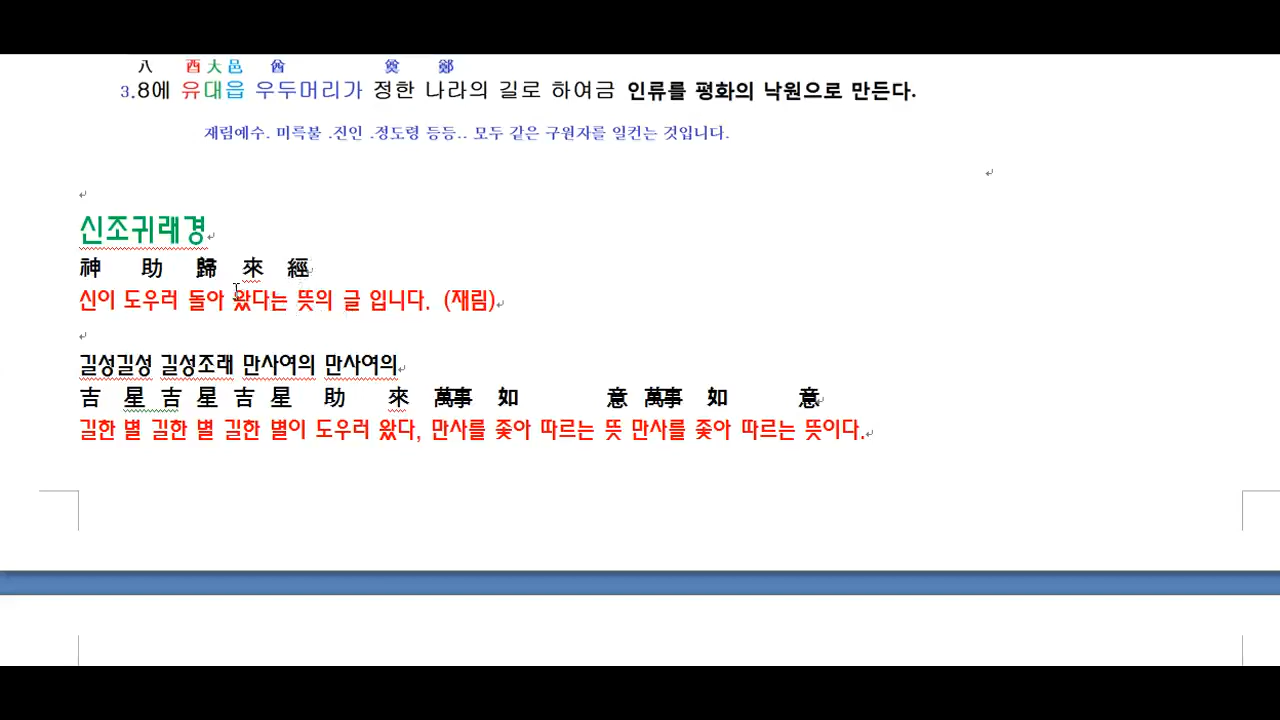 八 酉大邑 酋 奠 鄭
3.8에 유대읍 우두머리가 정한 나라의 길로 하여금 인류를 평화의 낙원으로 만든다.
재림예수. 미륵불 .진인 .정도령 등등.. 모두 같은 구원자를 일컫는 것입니다.
신조귀래경
神 助 歸 來 經
신이 도우러 돌아 왔다는 뜻의 글 입니다. (재림)
길성길성 길성조래 만사여의 만사여의
吉 星 吉 星 吉 星 助 來 萬事 如 意 萬事 如 意
길한 별 길한 별 길한 별이 도우러 왔다, 만사를 좇아 따르는 뜻 만사를 좇아 따르는 뜻이다.